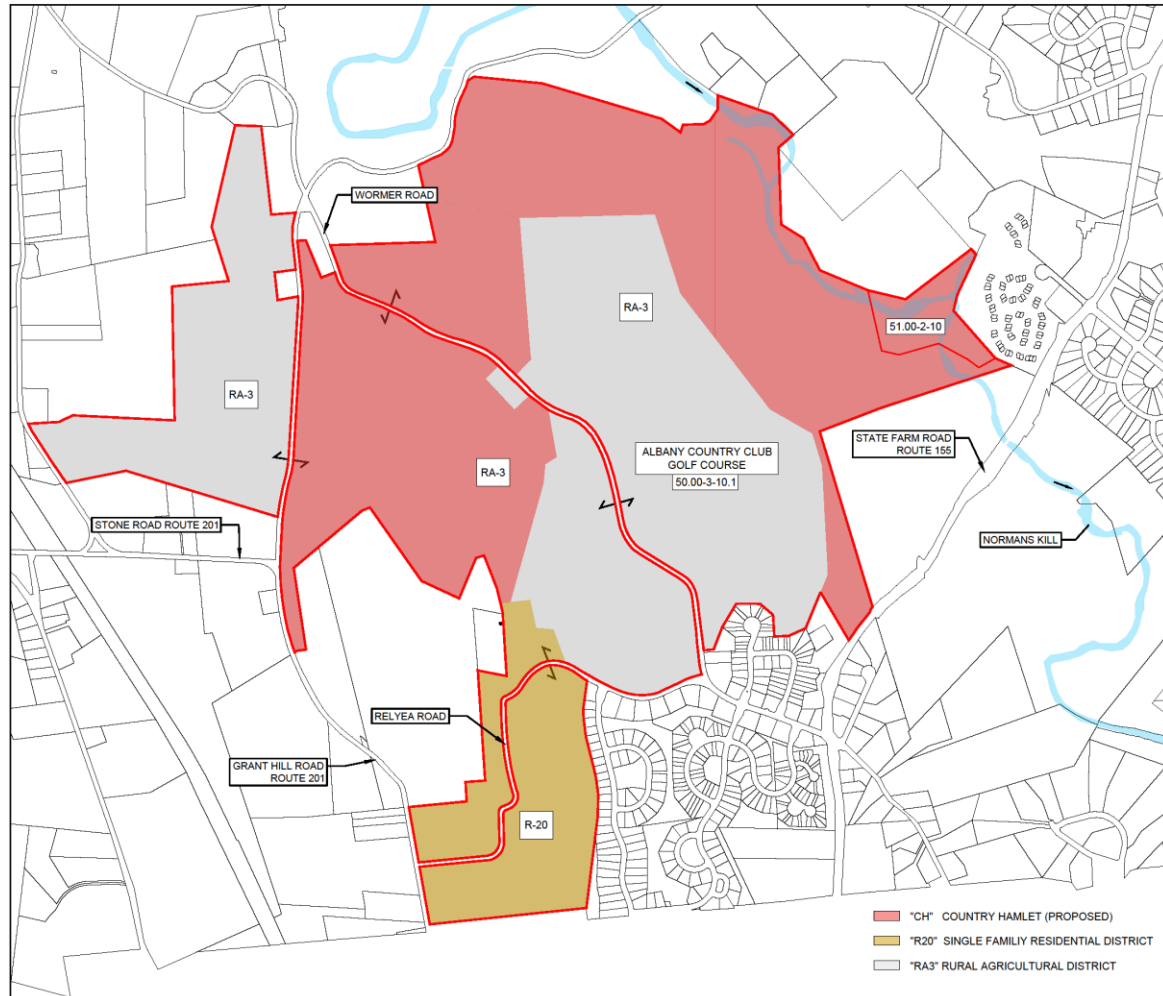 WORMER ROAD
RA-3
51.00-2-10
RA-3
ALBANY COUNTRY CLUB
GOLF COURSE
50.00-3-10.1
STATE FARM ROAD
ROUTE 155
RA-3
STONE ROAD ROUTE 201
NORMANS KILL
RELYEA ROAD
GRANT HILL ROAD
ROUTE 201
R-20
"CH" COUNTRY HAMLET (PROPOSED)
"R20" SINGLE FAMILIY RESIDENTIAL DISTRICT
"RA3" RURAL AGRICULTURAL DISTRICT